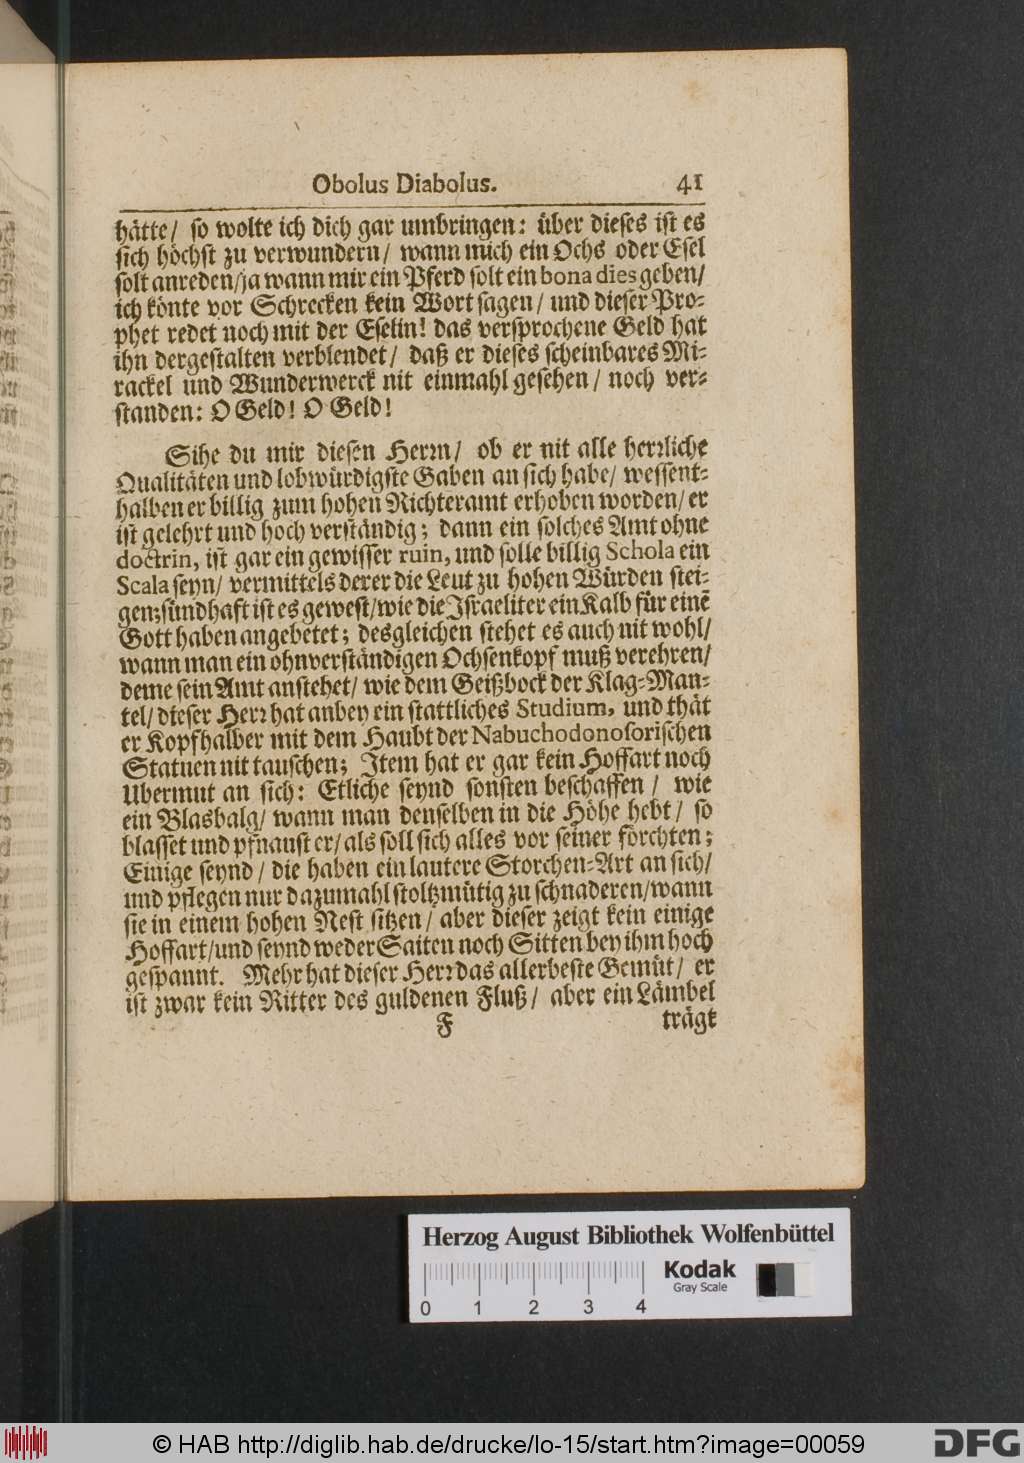 Obolus Diabolus. 41
hätte/ so wolte ich dich gar umbringen: über dieses ist es
sich höchst zu verwundern/ wann mich ein Ochs oder Esel
solt anreden/ja wann mir ein Pferd solt ein bona dies geben/
ich könte vor Schrecken kein Wort sagen/ und dieser Pro-
phet redet noch mit der Eselin! das versprochene Geld hat
ihn dergestalten verblendet/ daß er dieses scheinbares Mi-
rackel und Wunderwerck nit einmahl gesehen/ noch ver-
standen: O Geld! O Geld!
Sihe du mir diesen Herrn/ ob er nit alle herrliche
Qualitäten und lobwürdigste Gaben an sich habe/ wessent-
halben er billig zum hohen Richteramt erhoben worden/ er
ist gelehrt und hoch verständig; dann ein solches Amt ohne
doctrin, ist gar ein gewisser ruin, und solle billig Schola ein
Scala seyn/ vermittels derer die Leut zu hohen Würden stei-
gen; sündhaft ist es gewest/wie die Israeliter ein Kalb für einē
Gott haben angebetet; desgleichen stehet es auch nit wohl/
wann man ein ohnverständigen Ochsenkopf muß verehren/
deme sein Amt anstehet/ wie dem Geißbock der Klag-Man-
tel/ dieser Herr hat anbey ein stattliches Studium, und thät
er Kopfhalber mit dem Haubt der Nabuchodonosorischen
Statuen nit tauschen; Item hat er gar kein Hoffart noch
Ubermut an sich: Etliche seynd sonsten beschaffen/ wie
ein Blasbalg/ wann man denselben in die Höhe hebt/ so
blasset und pfnaust er/ als soll sich alles vor seiner förchten;
Einige seynd/ die haben ein lautere Storchen-Art an sich/
und pflegen nur dazumahl stoltzmütig zu schnaderen/wann
sie in einem hohen Nest sitzen/ aber dieser zeigt kein einige
Hoffart/und seynd weder Saiten noch Sitten bey ihm hoch
gespannt. Mehr hat dieser Herr das allerbeste Gemüt/ er
ist zwar kein Ritter des guldenen Fluß/ aber ein Lämbel
F trägt
Herzog August Bibliothek Wolfenbüttel
Kodak
Gray Scale
0 1 2 3 4
© HAB http://diglib.hab.de/drucke/lo-15/start.htm?image=00059
DFG